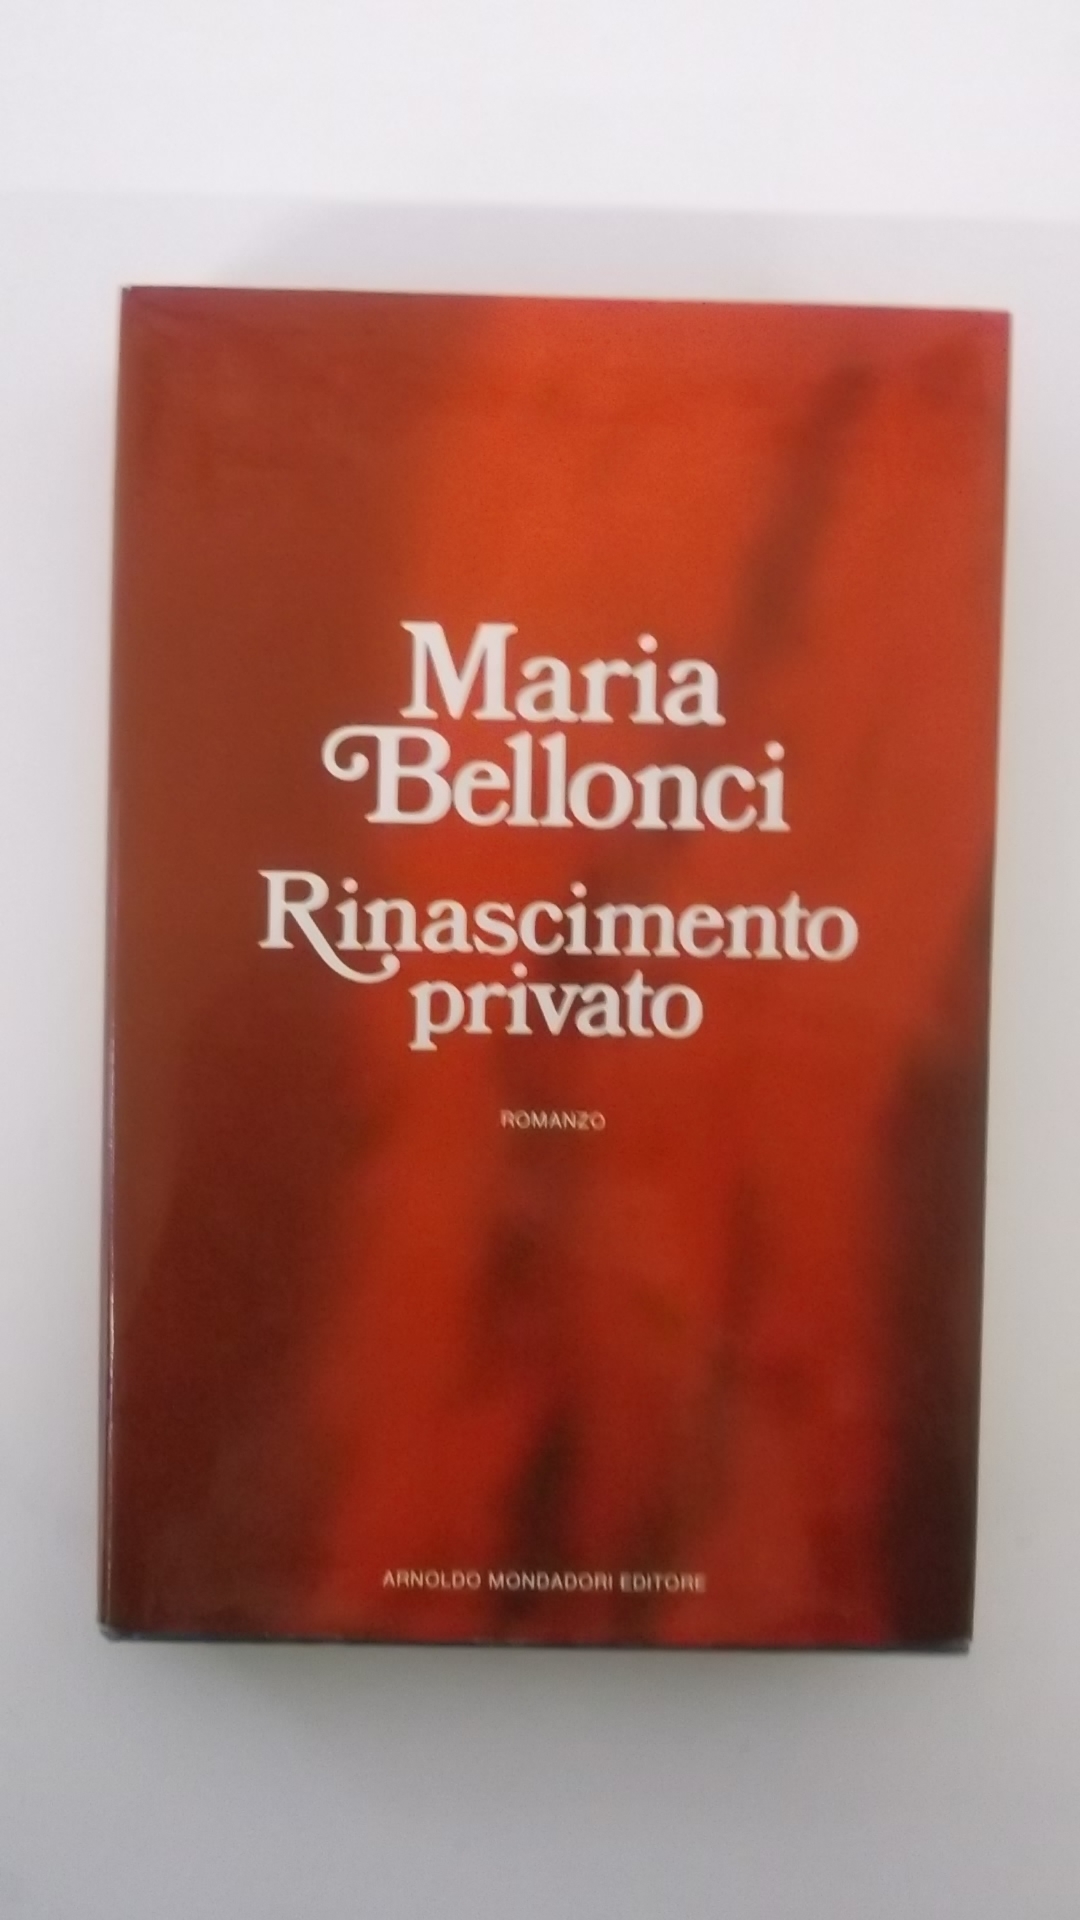 Maria
Bellonci
Rinascimento
privato
ROMANZO
ARNOLDO MONDADORI EDITORE